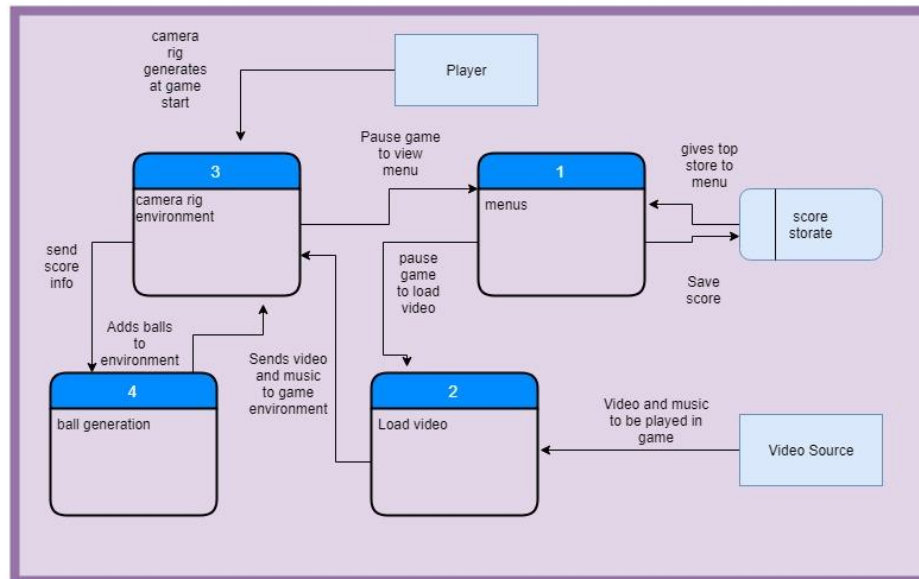 camera
rig
generates
at game
start
Player
Pause game
to view
menu
3
camera rig
environment
1
menus
gives top
store to
menu
score
storate
send
score
info
pause
game
to load
video
Save
score
Adds balls
to
environment
Sends video
and music
to game
environment
4
ball generation
2
Load video
Video and music
to be played in
game
Video Source